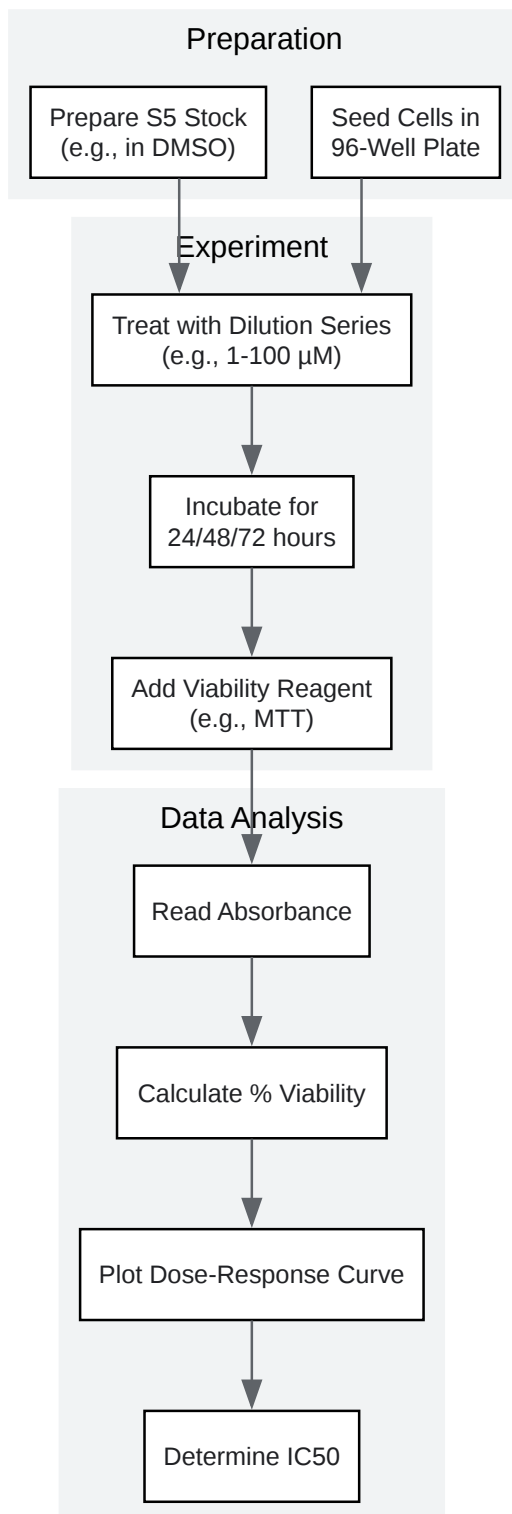 Preparation
Prepare S5 Stock
(e.g., in DMSO)
Seed Cells in
96-Well Plate
Experiment
Treat with Dilution Series
(e.g., 1-100 µM)
Incubate for
24/48/72 hours
Add Viability Reagent
(e.g., MTT)
Data Analysis
Read Absorbance
Calculate % Viability
Plot Dose-Response Curve
Determine IC50